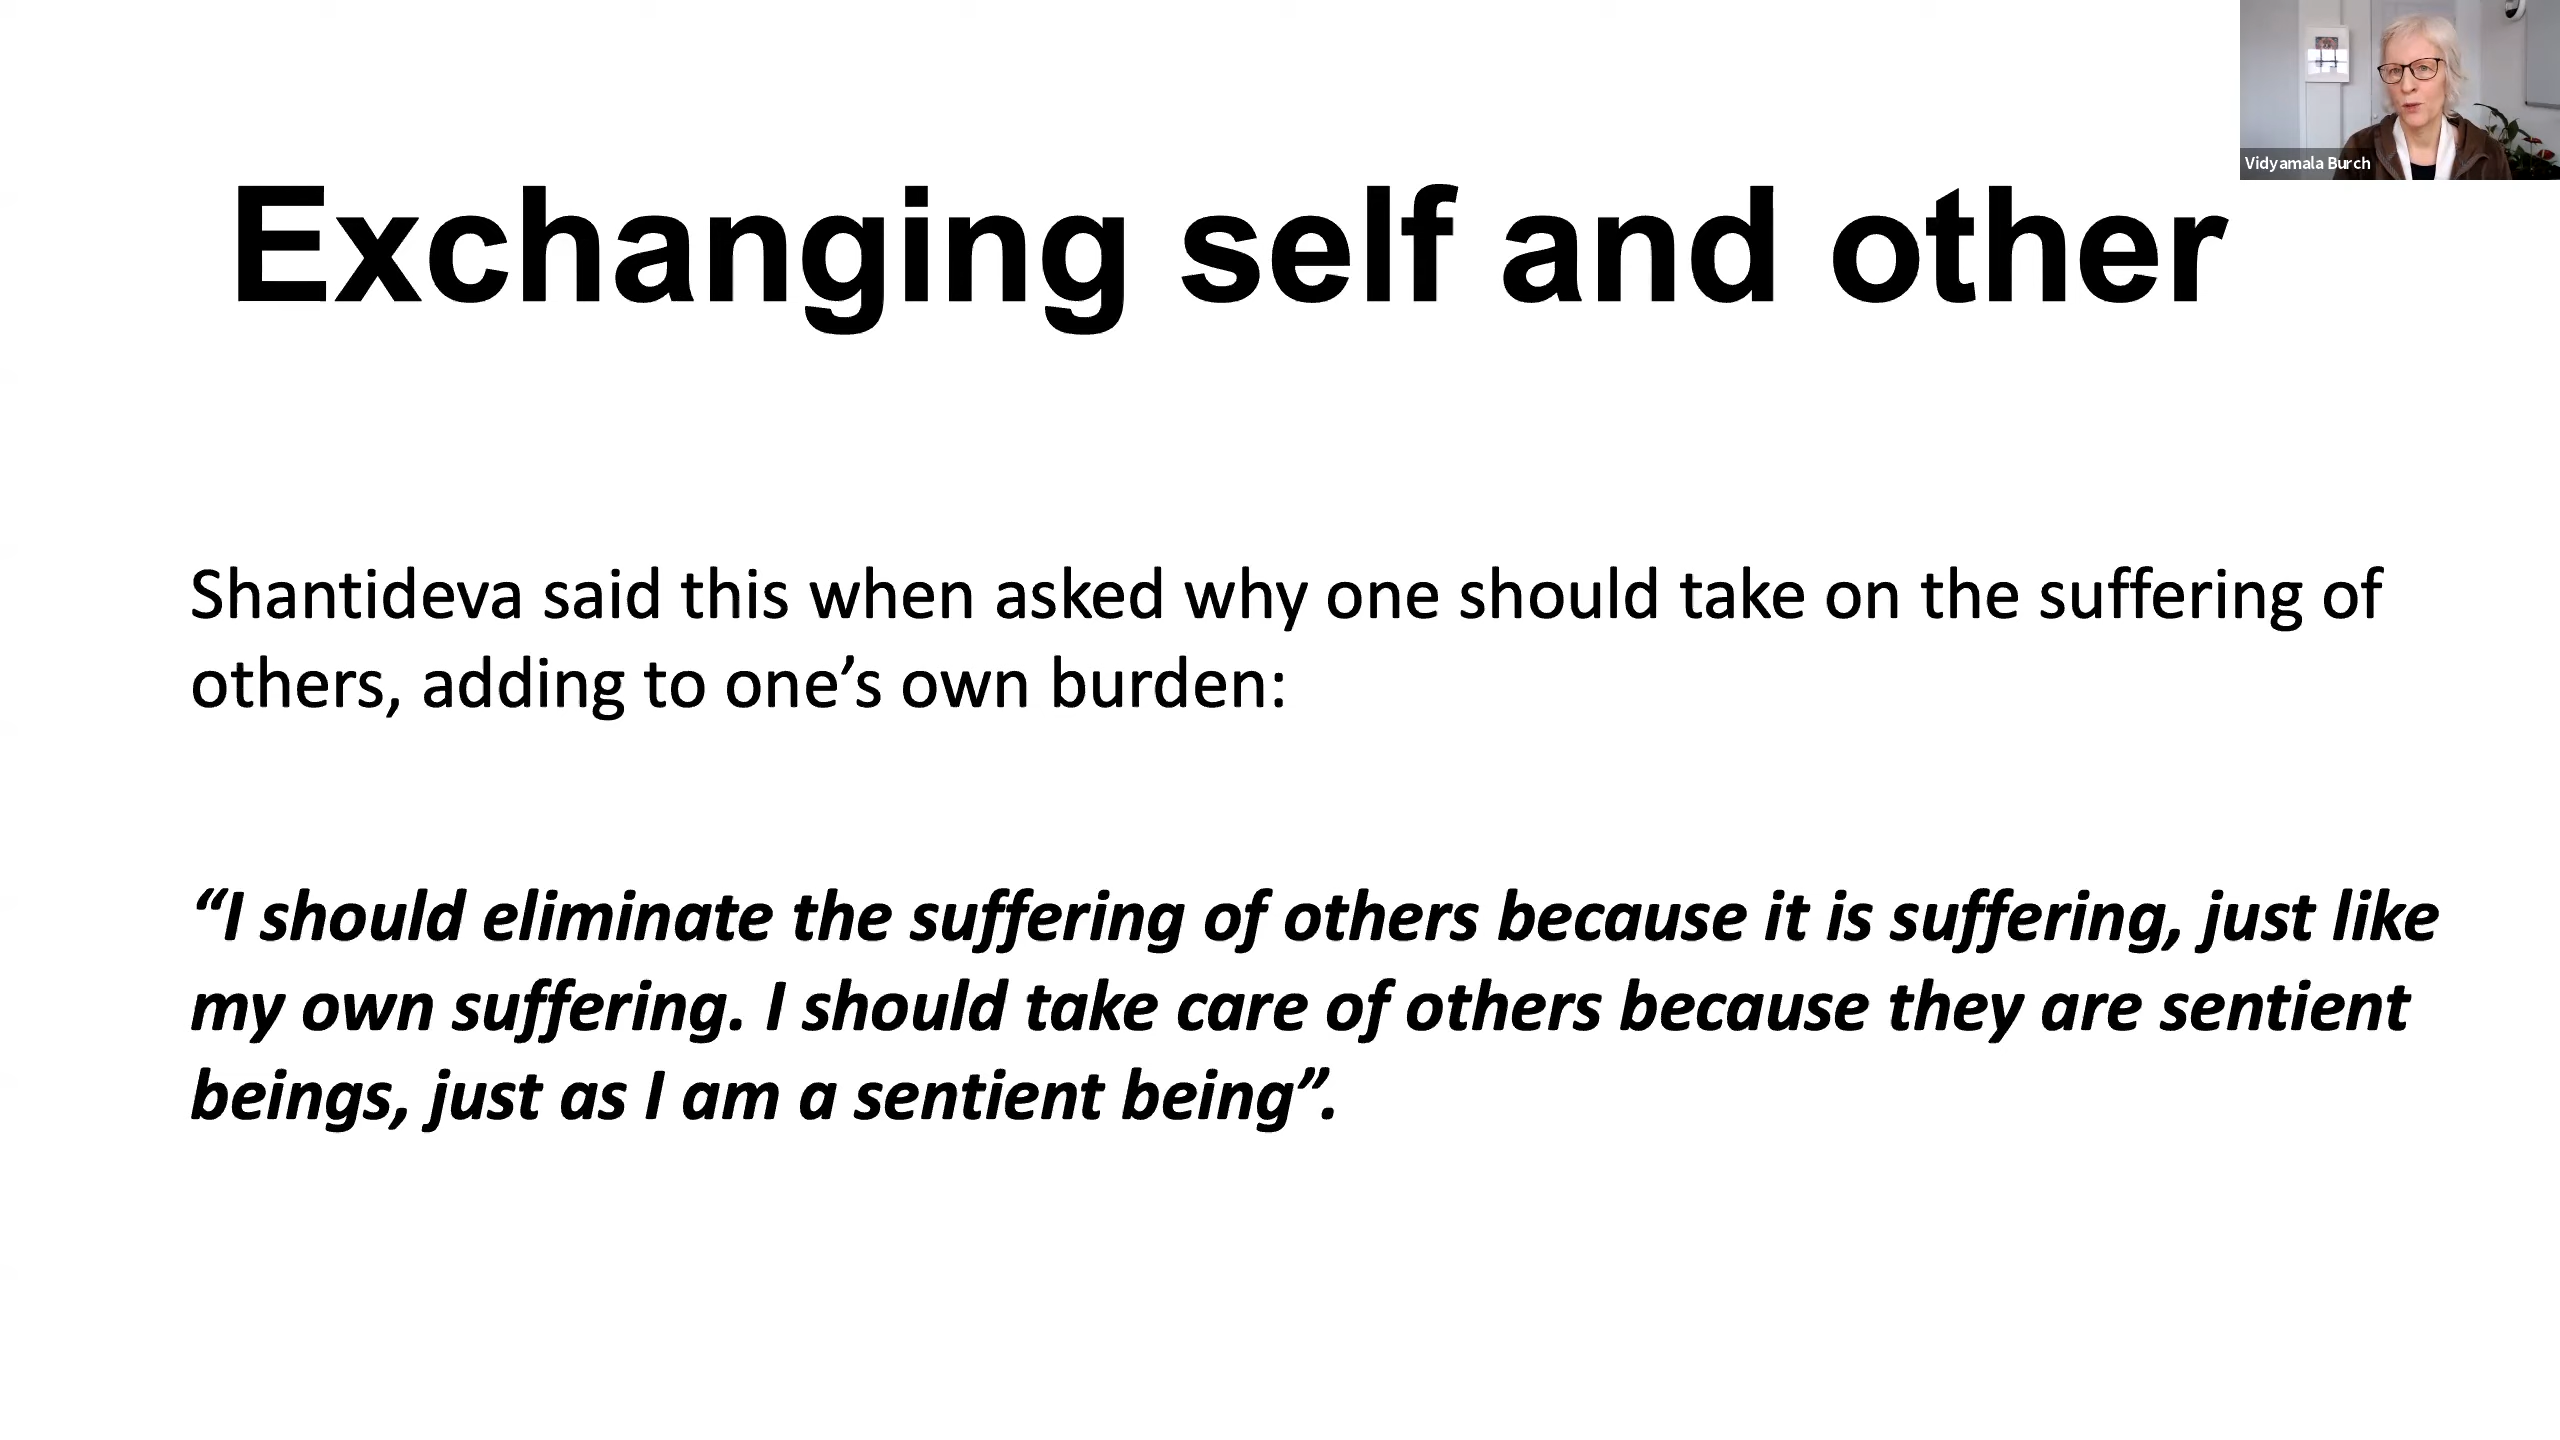 Vidyamala Burch
Exchanging self and other
Shantideva said this when asked why one should take on the suffering of
others, adding to one’s own burden:
“I should eliminate the suffering of others because it is suffering, just like
my own suffering. I should take care of others because they are sentient
beings, just as I am a sentient being”.